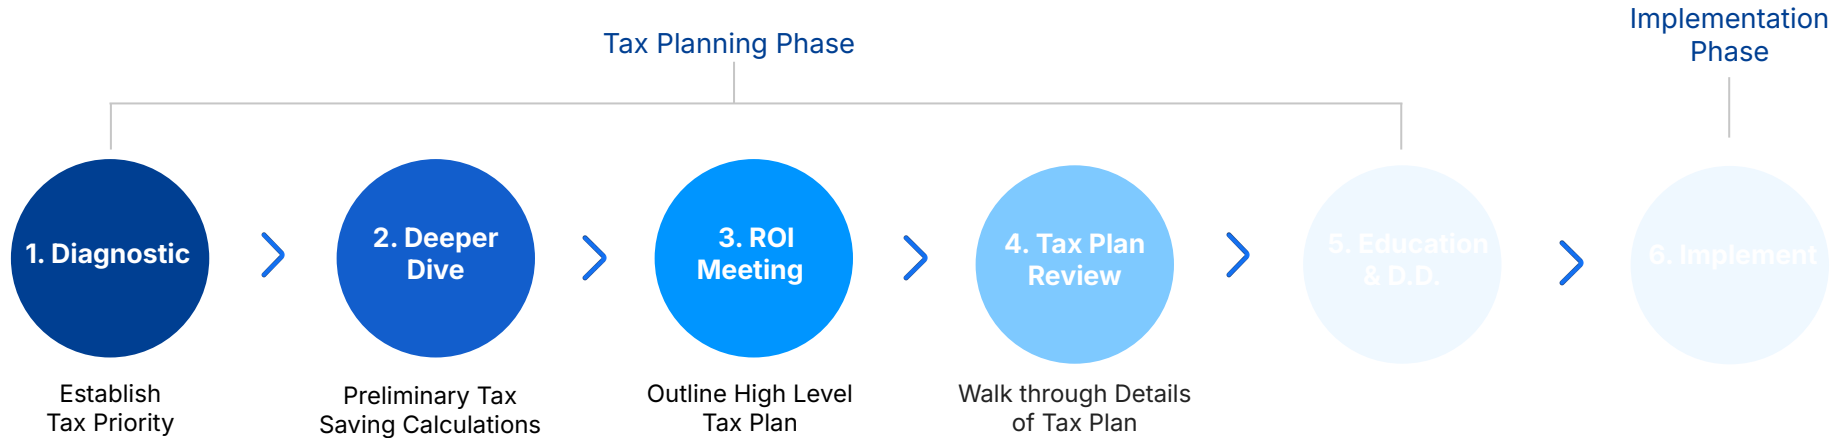 Tax Planning Phase
Implementation
Phase
1. Diagnostic
2. Deeper
Dive
3. ROI
Meeting
4. Tax Plan
Review
5. Education
& D.D.
6. Implement
Establish
Tax Priority
Preliminary Tax
Saving Calculations
Outline High Level
Tax Plan
Walk through Details
of Tax Plan